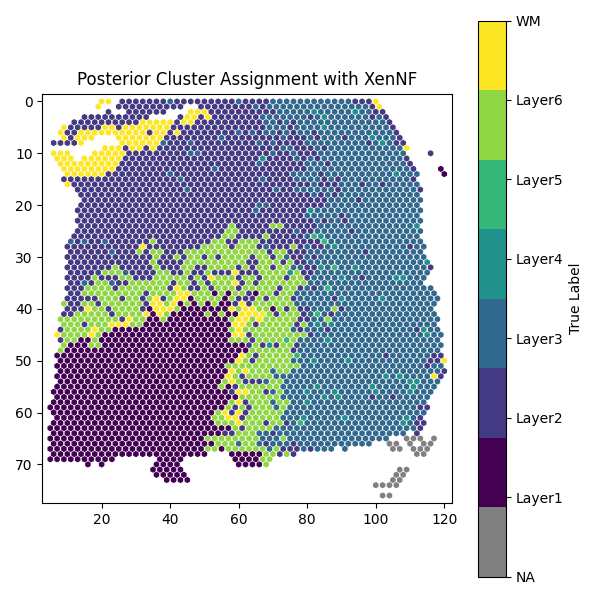 Posterior Cluster Assignment with XenNF
0
10
20
30
40
50
60
70
20
40
60
80
100
120
WM
Layer6
Layer5
Layer4
Layer3
Layer2
Layer1
NA
True Label